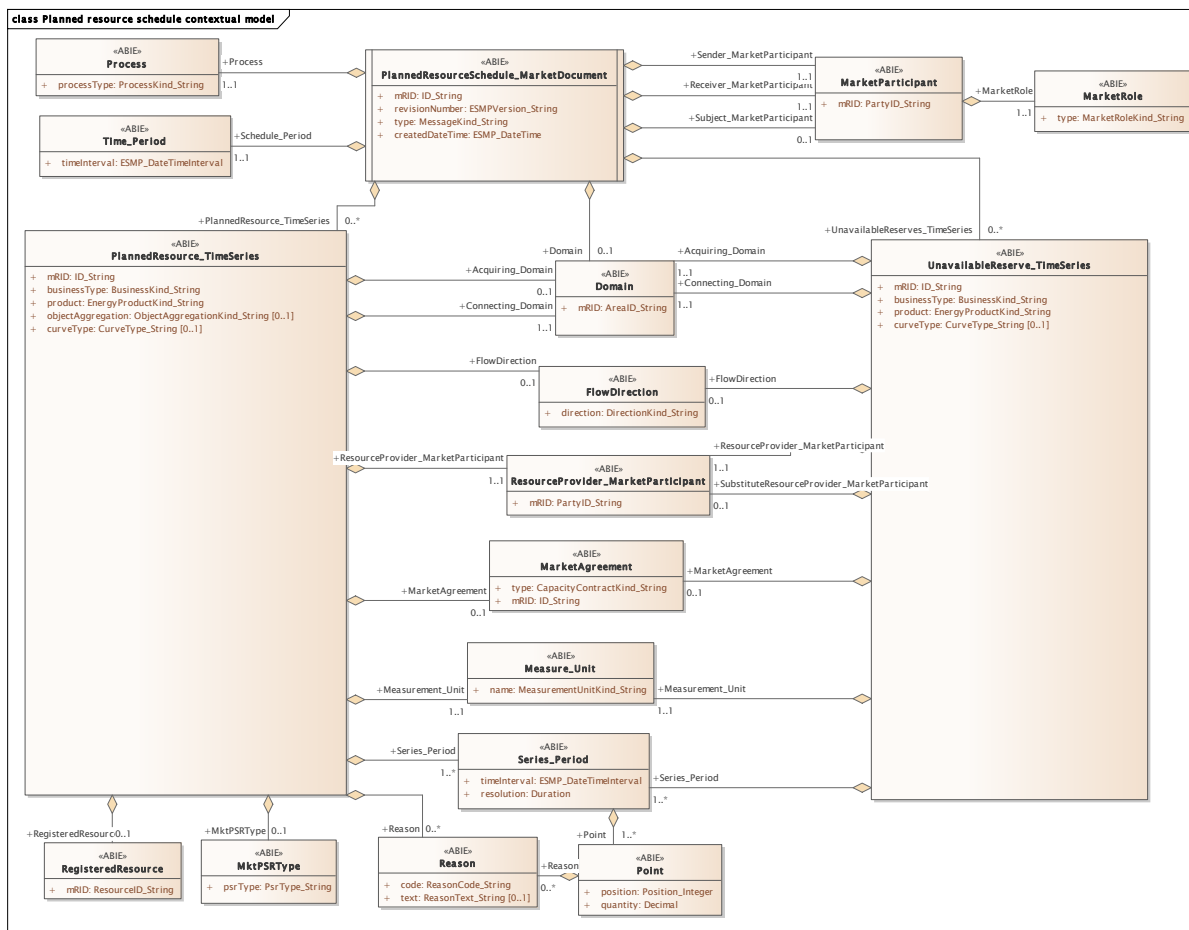 class Planned resource schedule contextual model
«ABIE»
Process
+ processType: ProcessKind_String
+Process
1..1
«ABIE»
Time_Period
+ timeInterval: ESMP_DateTimeInterval
+Schedule_Period
1..1
«ABIE»
PlannedResourceSchedule_MarketDocument
+ mRID: ID_String
+ revisionNumber: ESMPVersion_String
+ type: MessageKind_String
+ createdDateTime: ESMP_DateTime
+Sender_MarketParticipant
1..1
+Receiver_MarketParticipant
1..1
+Subject_MarketParticipant
0..1
«ABIE»
MarketParticipant
+ mRID: PartyID_String
+MarketRole
1..1
«ABIE»
MarketRole
+ type: MarketRoleKind_String
+PlannedResource_TimeSeries
0..*
+Domain
0..1
+UnavailableReserves_TimeSeries
0..*
«ABIE»
PlannedResource_TimeSeries
+ mRID: ID_String
+ businessType: BusinessKind_String
+ product: EnergyProductKind_String
+ objectAggregation: ObjectAggregationKind_String [0..1]
+ curveType: CurveType_String [0..1]
+Acquiring_Domain
0..1
+Connecting_Domain
1..1
«ABIE»
Domain
+ mRID: AreaID_String
+Acquiring_Domain
1..1
+Connecting_Domain
1..1
«ABIE»
UnavailableReserve_TimeSeries
+ mRID: ID_String
+ businessType: BusinessKind_String
+ product: EnergyProductKind_String
+ curveType: CurveType_String [0..1]
+FlowDirection
0..1
«ABIE»
FlowDirection
+ direction: DirectionKind_String
+FlowDirection
0..1
+ResourceProvider_MarketParticipant
1..1
«ABIE»
ResourceProvider_MarketParticipant
+ mRID: PartyID_String
+ResourceProvider_MarketParticipant
1..1
+SubstituteResourceProvider_MarketParticipant
0..1
+MarketAgreement
0..1
«ABIE»
MarketAgreement
+ type: CapacityContractKind_String
+ mRID: ID_String
+MarketAgreement
0..1
+Measurement_Unit
1..1
«ABIE»
Measure_Unit
+ name: MeasurementUnitKind_String
+Measurement_Unit
1..1
+Series_Period
1..*
«ABIE»
Series_Period
+ timeInterval: ESMP_DateTimeInterval
+ resolution: Duration
+Series_Period
1..*
+RegisteredResource
0..1
«ABIE»
RegisteredResource
+ mRID: ResourceID_String
+MktPSRType
0..1
«ABIE»
MktPSRType
+ psrType: PsrType_String
+Reason
0..*
«ABIE»
Reason
+ code: ReasonCode_String
+ text: ReasonText_String [0..1]
+Reason
0..*
+Point
1..*
«ABIE»
Point
+ position: Position_Integer
+ quantity: Decimal